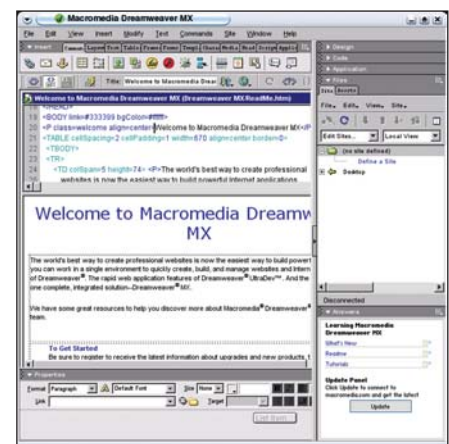 Macromedia Dreamweaver MX
File Edit View Insert Modify Text Commands Site Window Help
Insert Common Layout Text Tables Frames Forms Templ Chara Media Head Script Applic
Title: Welcome to Macromedia Drear
Welcome to Macromedia Dreamweaver MX (Dreamweaver MX ReadMe.htm)
18 </HEAD>
19 <BODY link=#333399 bgColor=#ffffff>
20 <P class=welcome align=center>Welcome to Macromedia Dreamweaver MX</P
21 <TABLE cellSpacing=2 cellPadding=1 width=670 align=center border=0>
22 <TBODY>
23 <TR>
24 <TD colSpan=5 height=74> <P>The world's best way to create professional
websites is now the easiest way to build powerful internet applications.
Welcome to Macromedia Dreamw
MX
The world's best way to create professional websites is now the easiest way to build powerf
you can work in a single environment to quickly create, build, and manage websites and Intern
of Dreamweaver®. The rapid web application features of Dreamweaver® UltraDev™. And the
one complete, integrated solution--Dreamweaver® MX.
We have some great resources to help you discover more about Macromedia® Dreamweaver®
team.
To Get Started
Be sure to register to receive the latest information about upgrades and new products, t
Properties
Format Paragraph Default Font Size None
Link Target
List Item...
Design
Code
Application
Files
Site Assets
File Edit View Site
Edit Sites... Local View
(no site defined)
Define a Site
Desktop
Disconnected
Answers
Learning Macromedia
Dreamweaver MX
What's New
Readme
Tutorials
Update Panel
Click Update to connect to
macromedia.com and get the latest
Update